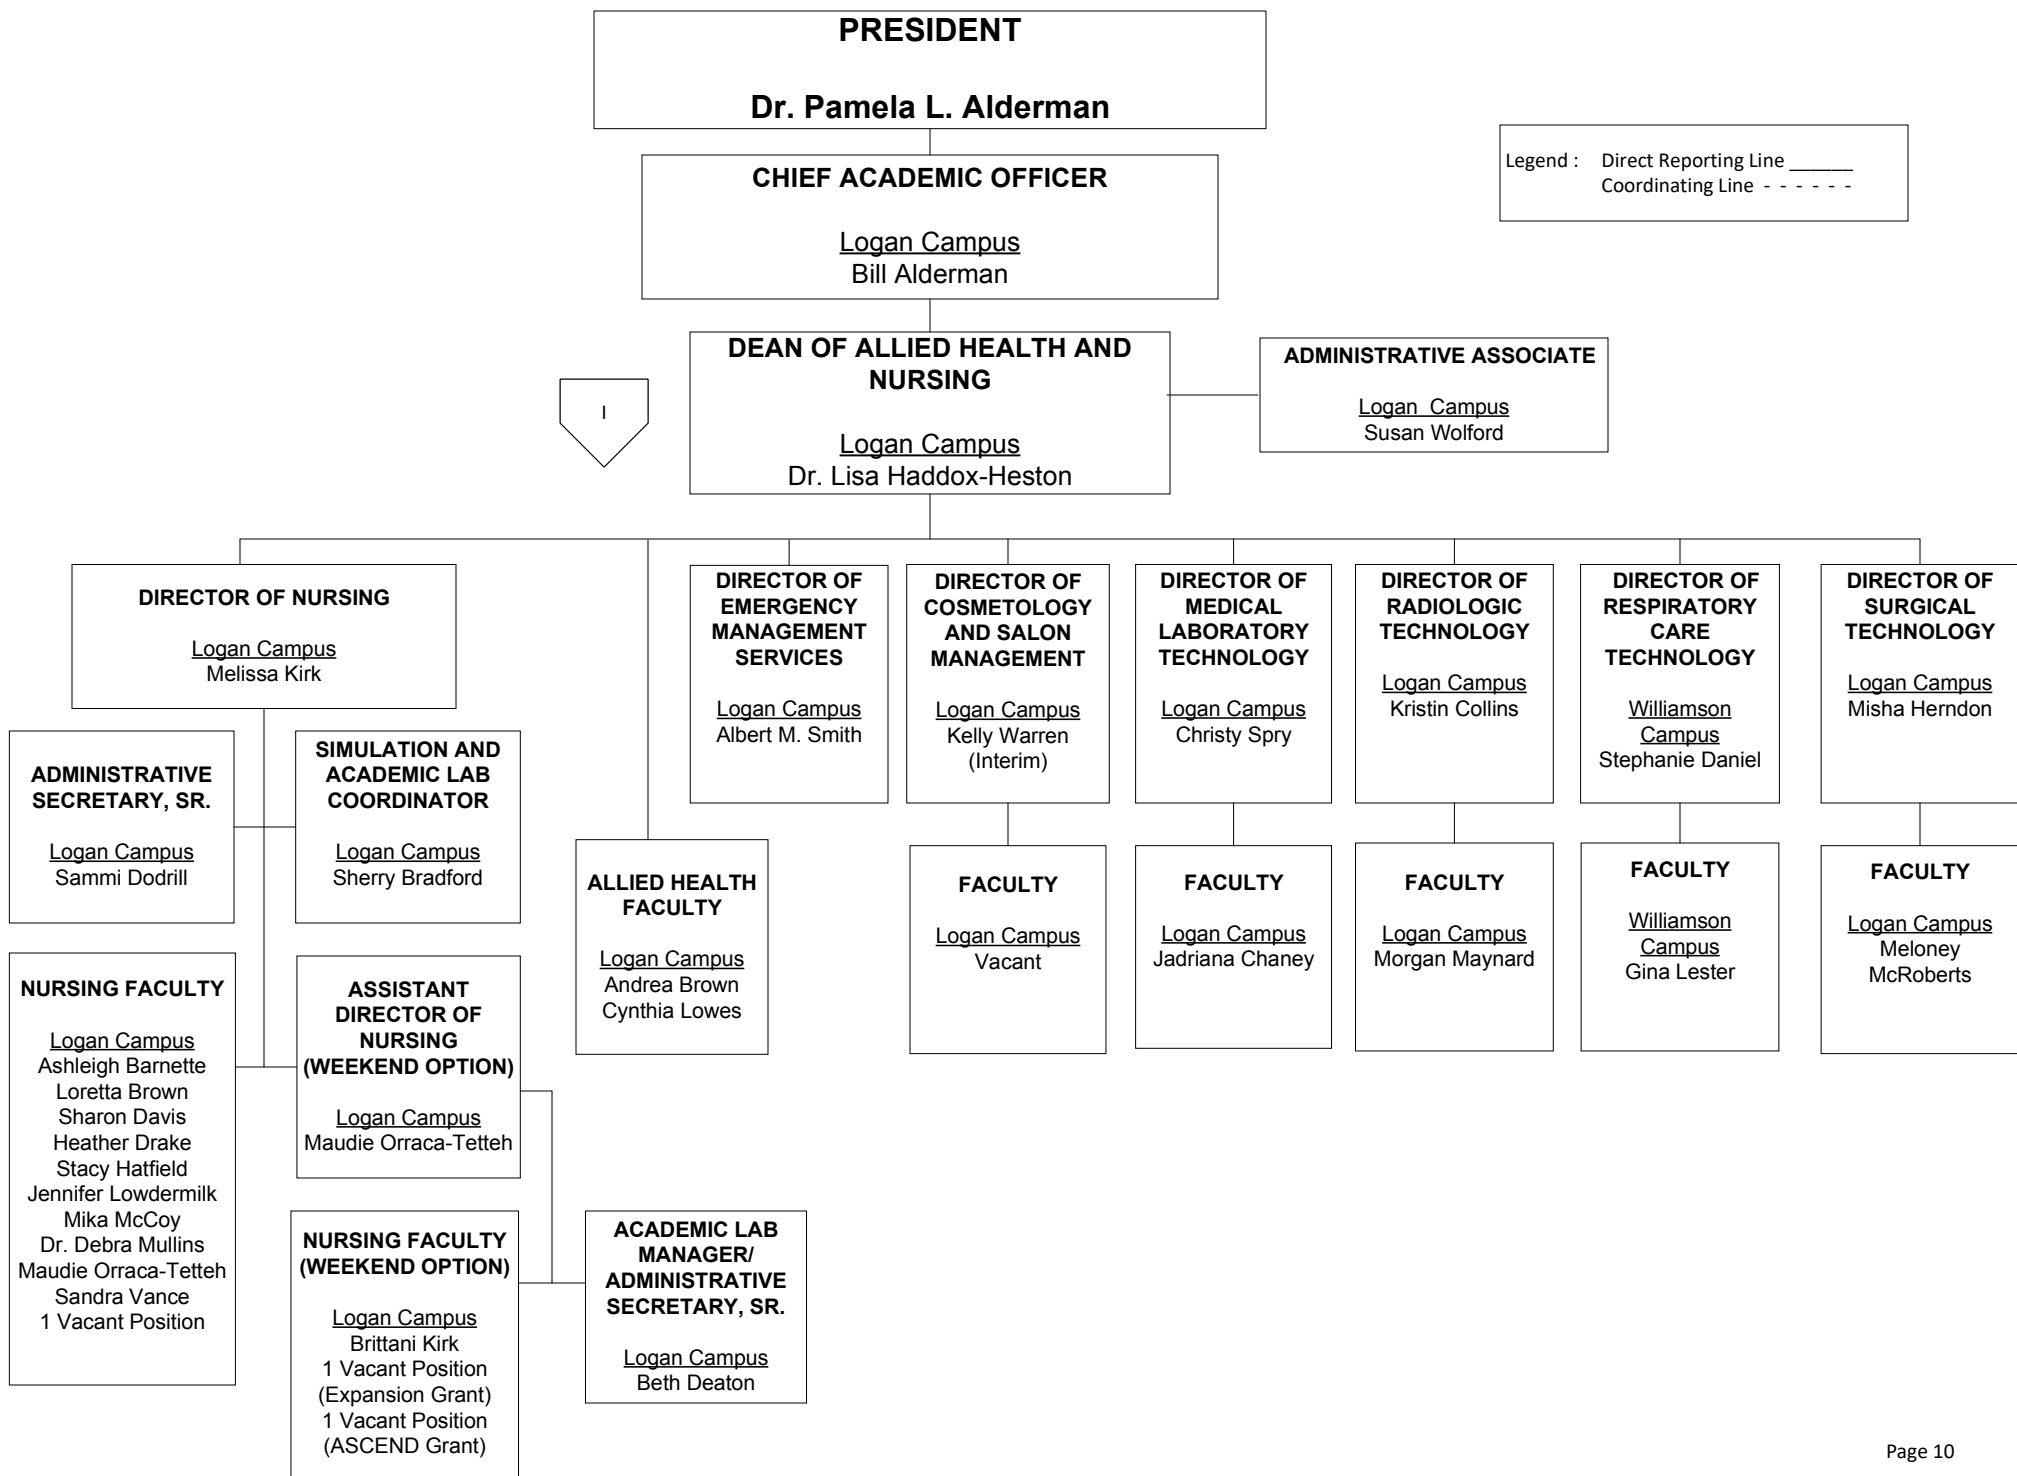 PRESIDENT
Dr. Pamela L. Alderman
CHIEF ACADEMIC OFFICER
Logan Campus
Bill Alderman
Legend : Direct Reporting Line ______
Coordinating Line - - - - - -
DEAN OF ALLIED HEALTH AND
NURSING
Logan Campus
Dr. Lisa Haddox-Heston
ADMINISTRATIVE ASSOCIATE
Logan Campus
Susan Wolford
I
DIRECTOR OF NURSING
Logan Campus
Melissa Kirk
DIRECTOR OF
EMERGENCY
MANAGEMENT
SERVICES
Logan Campus
Albert M. Smith
DIRECTOR OF
COSMETOLOGY
AND SALON
MANAGEMENT
Logan Campus
Kelly Warren
(Interim)
DIRECTOR OF
MEDICAL
LABORATORY
TECHNOLOGY
Logan Campus
Christy Spry
DIRECTOR OF
RADIOLOGIC
TECHNOLOGY
Logan Campus
Kristin Collins
DIRECTOR OF
RESPIRATORY
CARE
TECHNOLOGY
Williamson
Campus
Stephanie Daniel
DIRECTOR OF
SURGICAL
TECHNOLOGY
Logan Campus
Misha Herndon
ADMINISTRATIVE
SECRETARY, SR.
Logan Campus
Sammi Dodrill
SIMULATION AND
ACADEMIC LAB
COORDINATOR
Logan Campus
Sherry Bradford
ALLIED HEALTH
FACULTY
Logan Campus
Andrea Brown
Cynthia Lowes
FACULTY
Logan Campus
Vacant
FACULTY
Logan Campus
Jadriana Chaney
FACULTY
Logan Campus
Morgan Maynard
FACULTY
Williamson
Campus
Gina Lester
FACULTY
Logan Campus
Meloney
McRoberts
NURSING FACULTY
Logan Campus
Ashleigh Barnette
Loretta Brown
Sharon Davis
Heather Drake
Stacy Hatfield
Jennifer Lowdermilk
Mika McCoy
Dr. Debra Mullins
Maudie Orraca-Tetteh
Sandra Vance
1 Vacant Position
ASSISTANT
DIRECTOR OF
NURSING
(WEEKEND OPTION)
Logan Campus
Maudie Orraca-Tetteh
NURSING FACULTY
(WEEKEND OPTION)
Logan Campus
Brittani Kirk
1 Vacant Position
(Expansion Grant)
1 Vacant Position
(ASCEND Grant)
ACADEMIC LAB
MANAGER/
ADMINISTRATIVE
SECRETARY, SR.
Logan Campus
Beth Deaton
Page 10